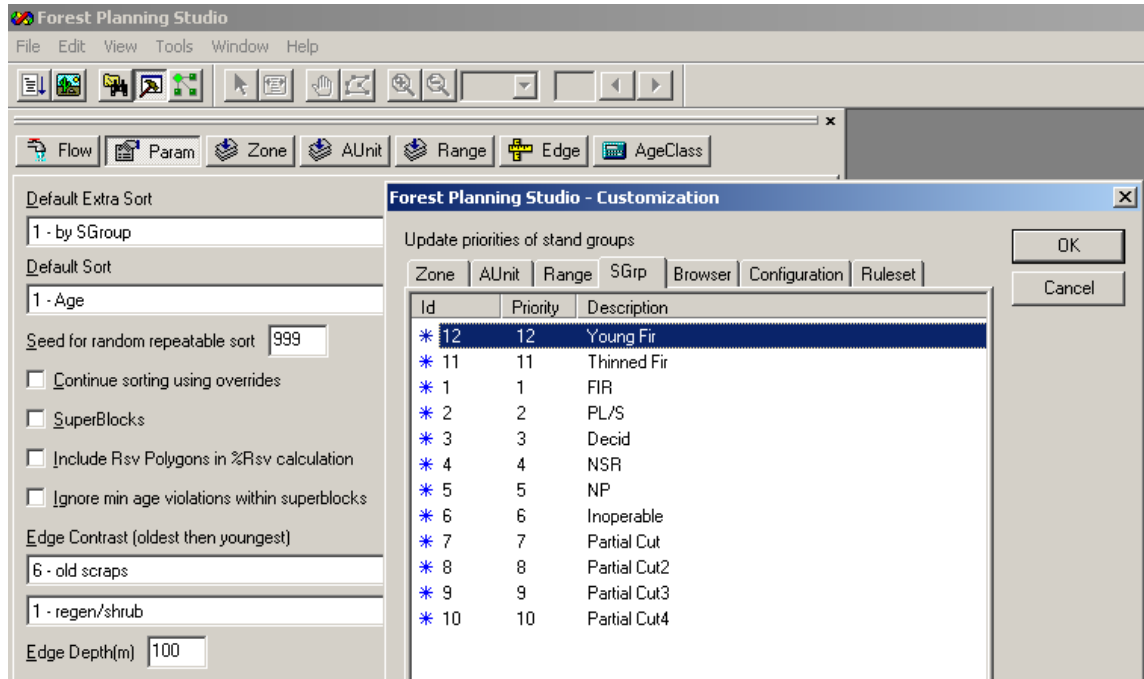 Forest Planning Studio
File Edit View Tools Window Help
Flow Param Zone AUnit Range Edge AgeClass
Default Extra Sort
1 - by SGroup
Default Sort
1 - Age
Seed for random repeatable sort 999
Continue sorting using overrides
SuperBlocks
Include Rsv Polygons in %Rsv calculation
Ignore min age violations within superblocks
Edge Contrast (oldest then youngest)
6 - old scraps
1 - regen/shrub
Edge Depth(m) 100
Forest Planning Studio - Customization
Update priorities of stand groups
OK
Cancel
Zone AUnit Range SGrp Browser Configuration Ruleset
Id Priority Description
12 12 Young Fir
11 11 Thinned Fir
1 1 FIR
2 2 PL/S
3 3 Decid
4 4 NSR
5 5 NP
6 6 Inoperable
7 7 Partial Cut
8 8 Partial Cut2
9 9 Partial Cut3
10 10 Partial Cut4